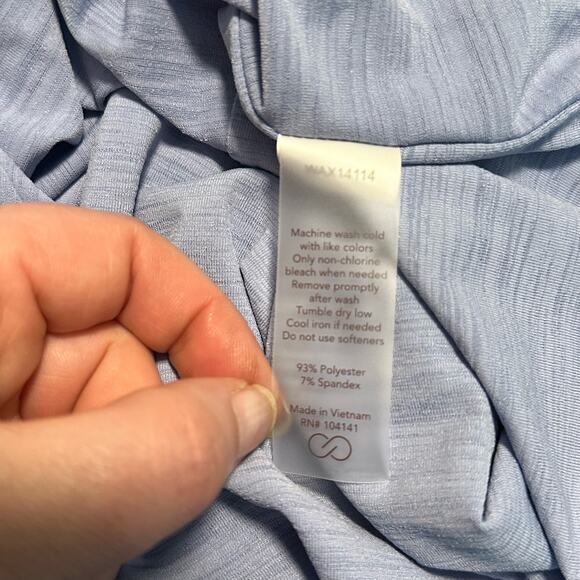 WAX14114
Machine wash cold
with like colors
Only non-chlorine
bleach when needed
Remove promptly
after wash
Tumble dry low
Cool iron if needed
Do not use softeners
93% Polyester
7% Spandex
Made in Vietnam
RN# 104141